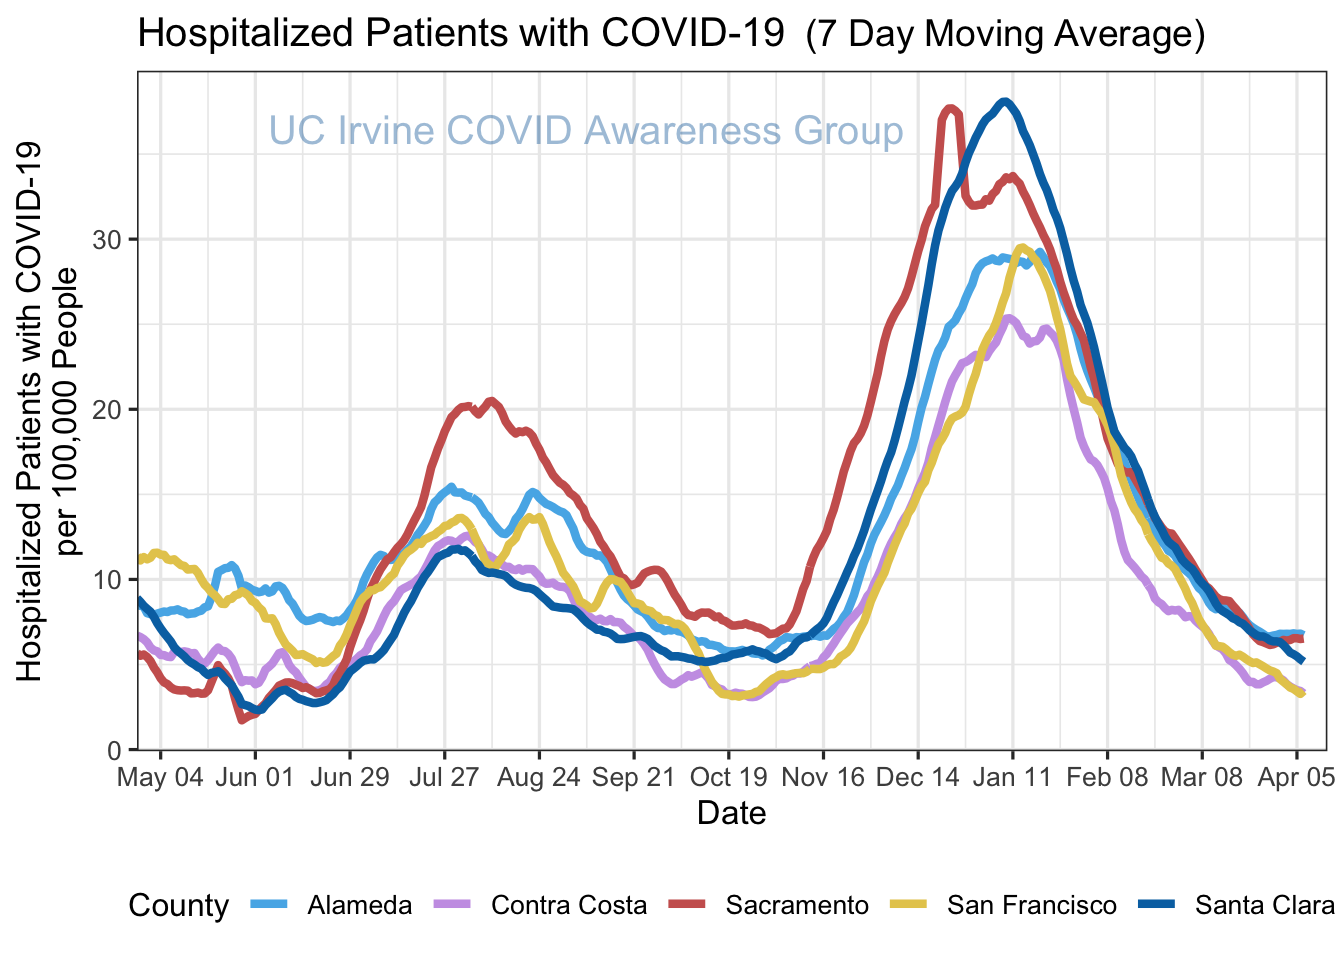 Hospitalized Patients with COVID-19  (7 Day Moving Average)
UC Irvine COVID Awareness Group
Hospitalized Patients with COVID-19
per 100,000 People
30
20
10
0
May 04 Jun 01 Jun 29 Jul 27 Aug 24 Sep 21 Oct 19 Nov 16 Dec 14 Jan 11 Feb 08 Mar 08 Apr 05
Date
County Alameda Contra Costa Sacramento San Francisco Santa Clara